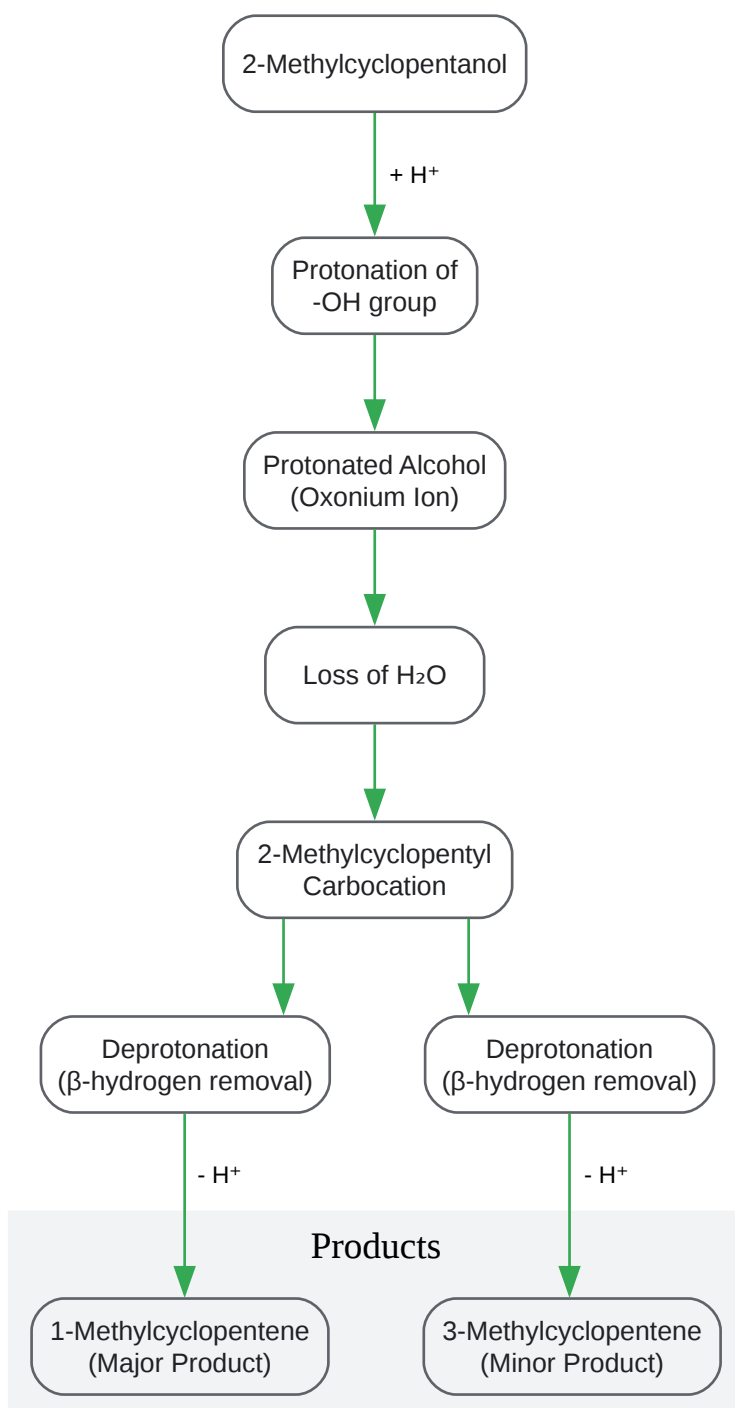 2-Methylcyclopentanol
+ H⁺
Protonation of
-OH group
Protonated Alcohol
(Oxonium Ion)
Loss of H₂O
2-Methylcyclopentyl
Carbocation
Deprotonation
(β-hydrogen removal)
Deprotonation
(β-hydrogen removal)
- H⁺
- H⁺
Products
1-Methylcyclopentene
(Major Product)
3-Methylcyclopentene
(Minor Product)